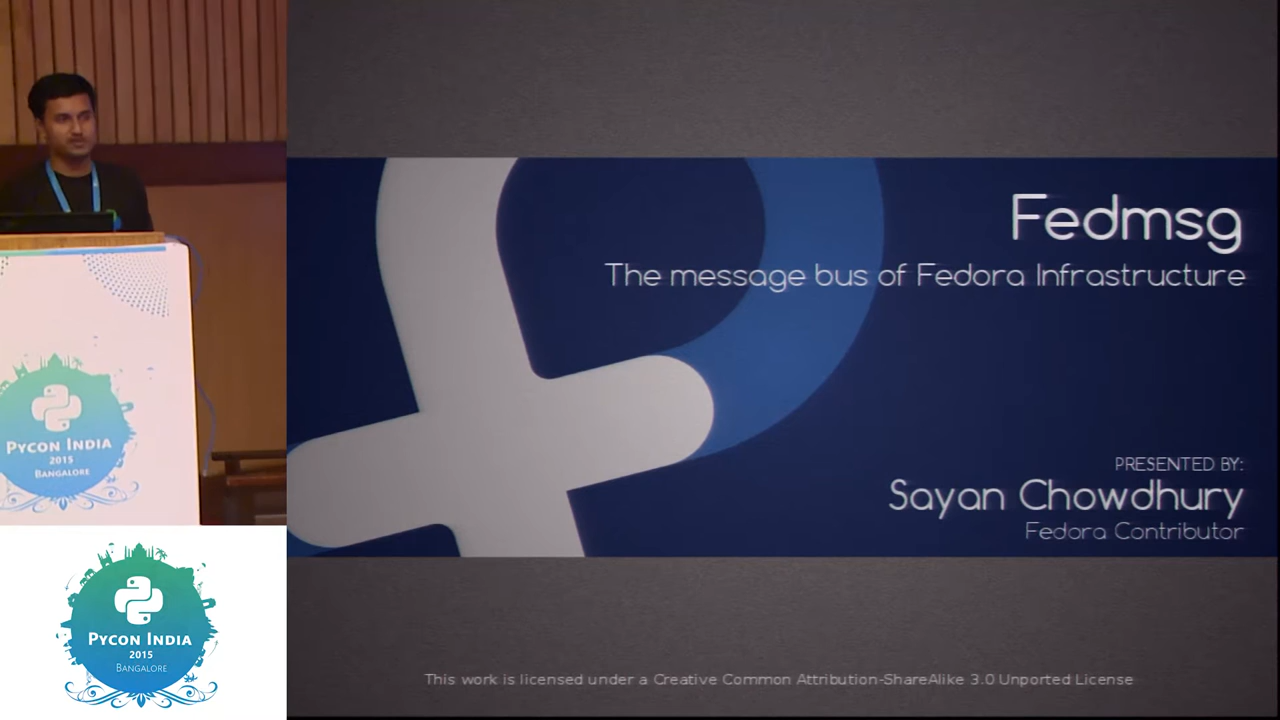 Fedmsg
The message bus of Fedora Infrastructure
PRESENTED BY:
Sayan Chowdhury
Fedora Contributor
This work is licensed under a Creative Common Attribution-ShareAlike 3.0 Unported License
PYCON INDIA
2015
BANGALORE
PYCON INDIA
2015
BANGALORE